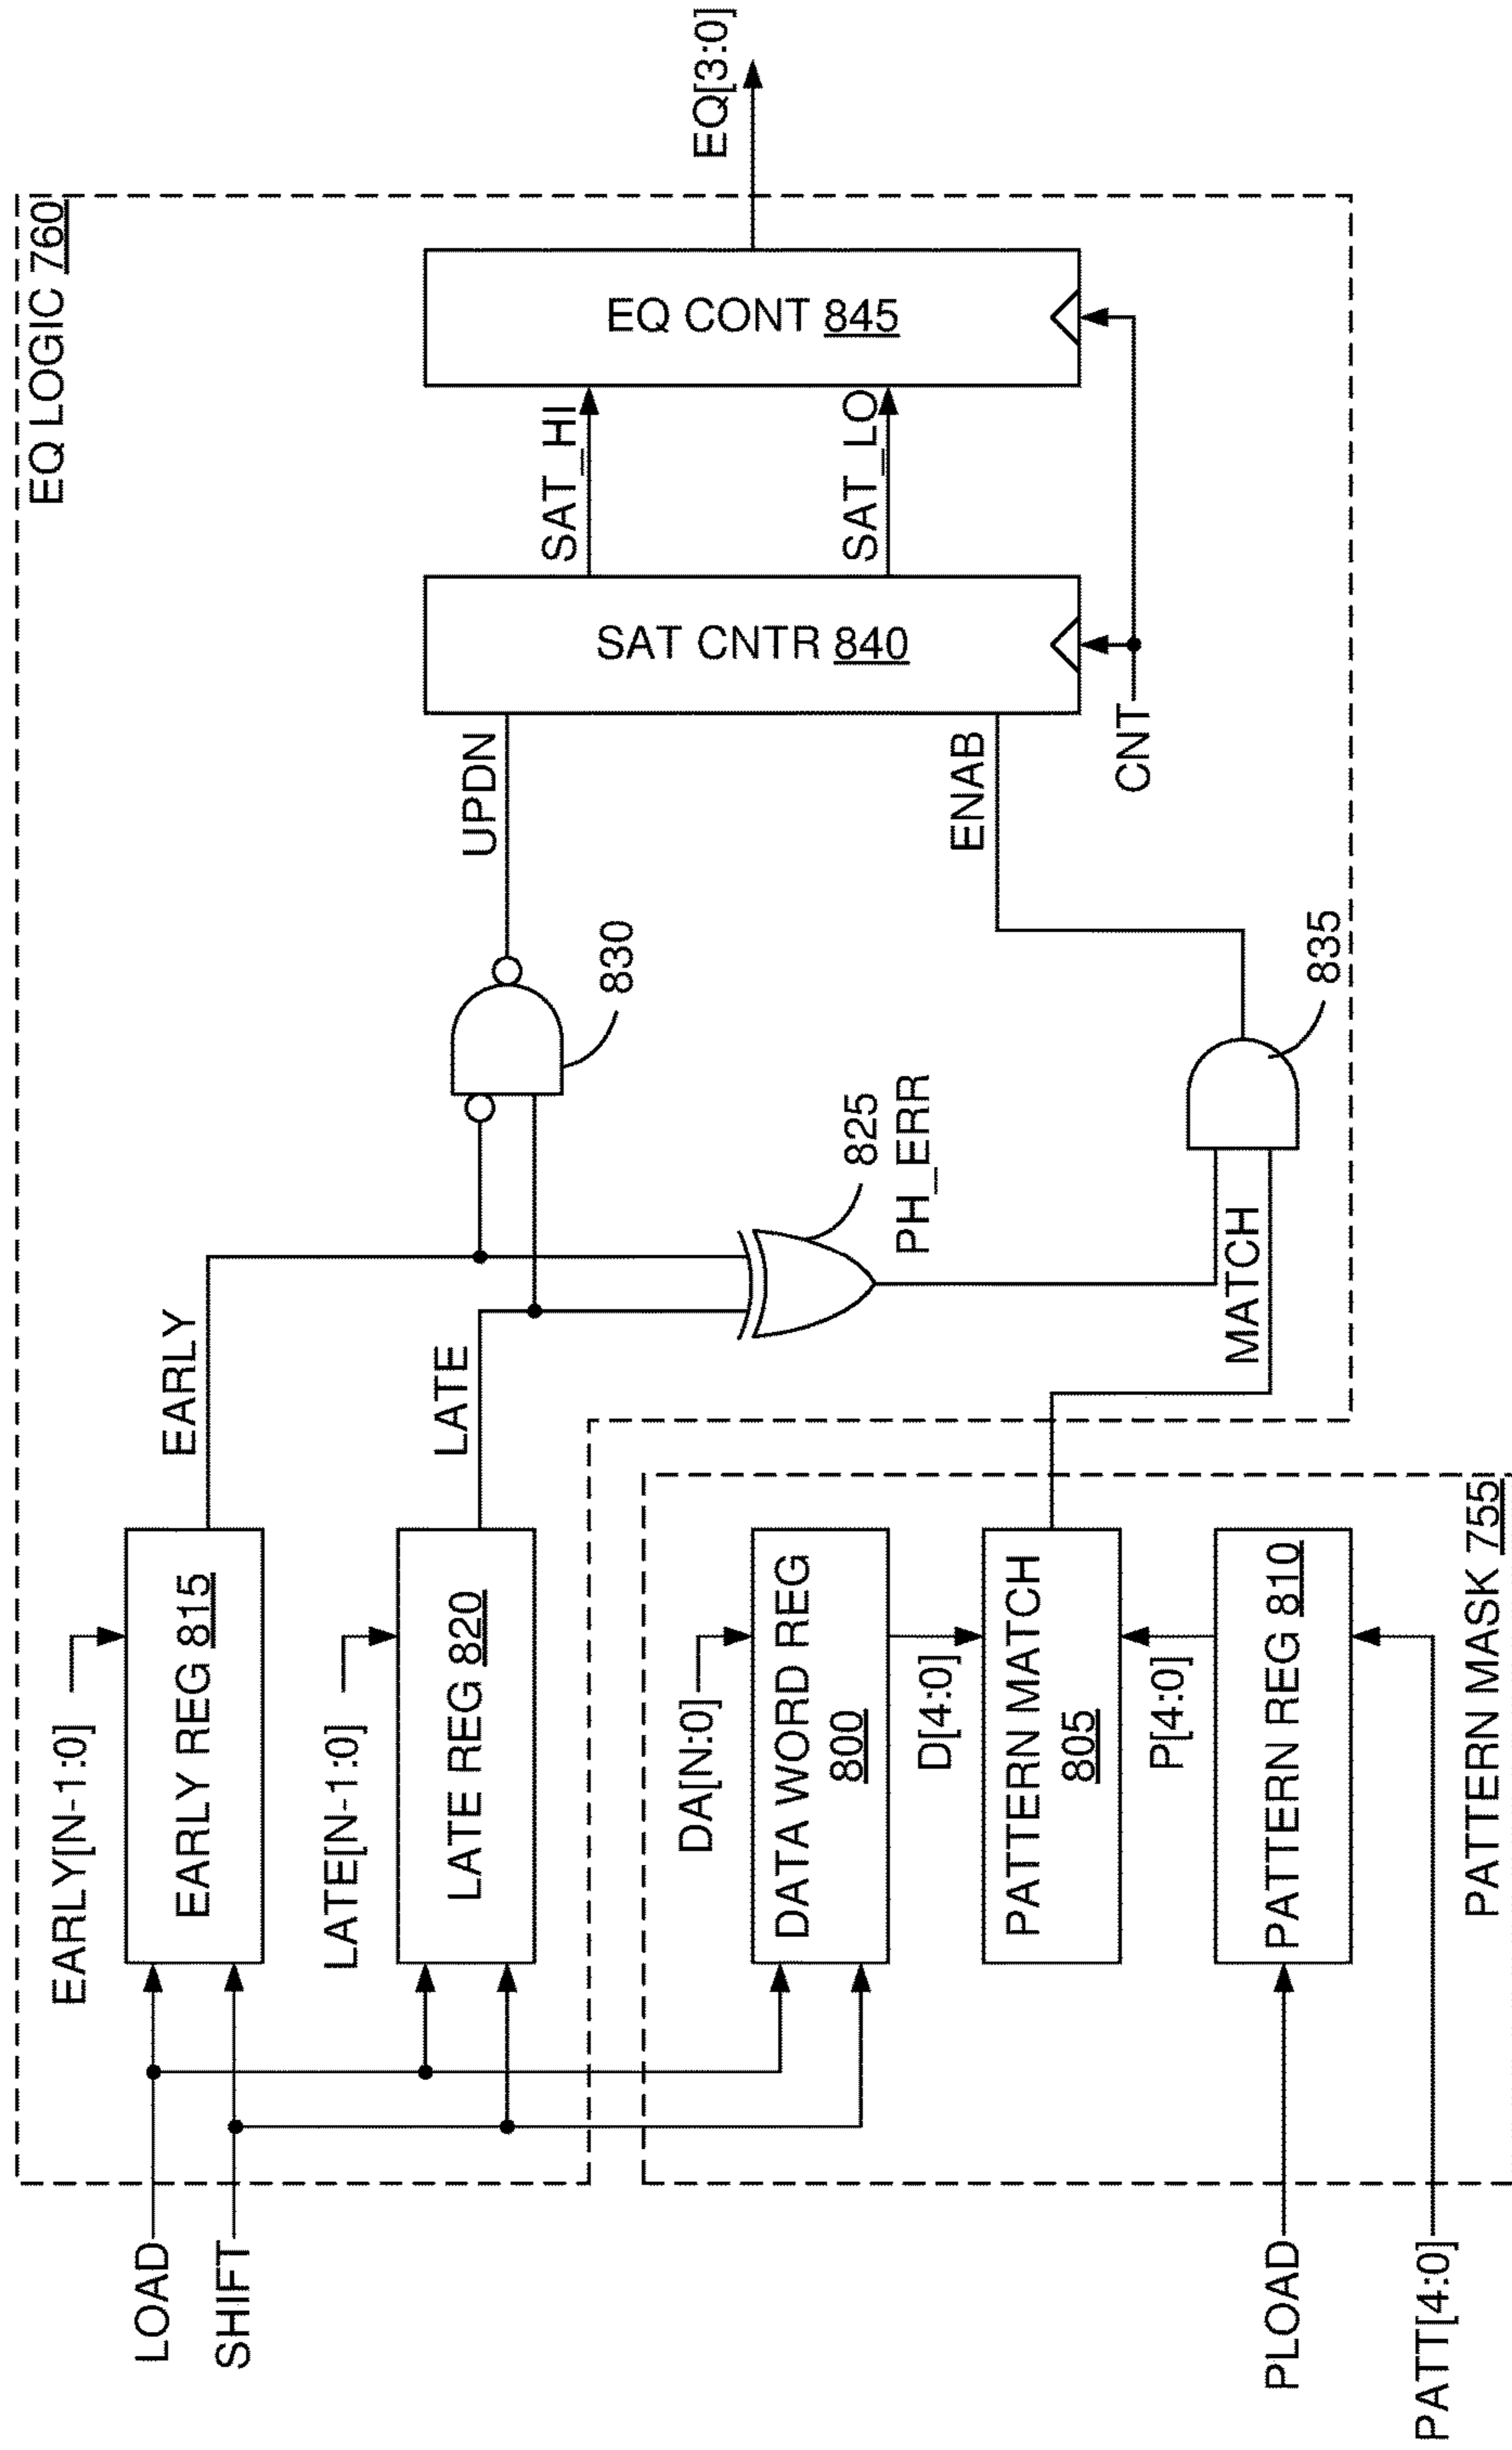 EQ LOGIC 760
LOAD
SHIFT
EARLY[N-1:0]
EARLY REG 815
EARLY
LATE[N-1:0]
LATE REG 820
LATE
830
UPDN
SAT CNTR 840
SAT_HI
SAT_LO
EQ CONT 845
EQ[3:0]
825
PH_ERR
DA[N:0]
DATA WORD REG
800
D[4:0]
PATTERN MATCH
805
P[4:0]
PATTERN REG 810
MATCH
835
ENAB
CNT
PLOAD
PATT[4:0]
PATTERN MASK 755